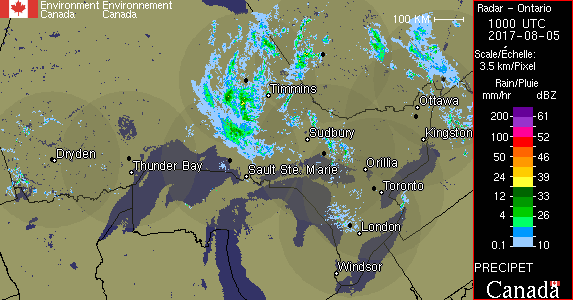 Environment Environnement
Canada Canada
100 KM
Radar - Ontario
1000 UTC
2017-08-05
Scale/Échelle:
3.5 km/Pixel
Rain/Pluie
mm/hr dBZ
200 61
100 52
50 46
24 39
12 33
4 26
0.1 10
PRECIPET
Canada
Timmins
Ottawa
Sudbury
Kingston
Dryden
Thunder Bay
Sault Ste. Marie
Orillia
Toronto
London
Windsor